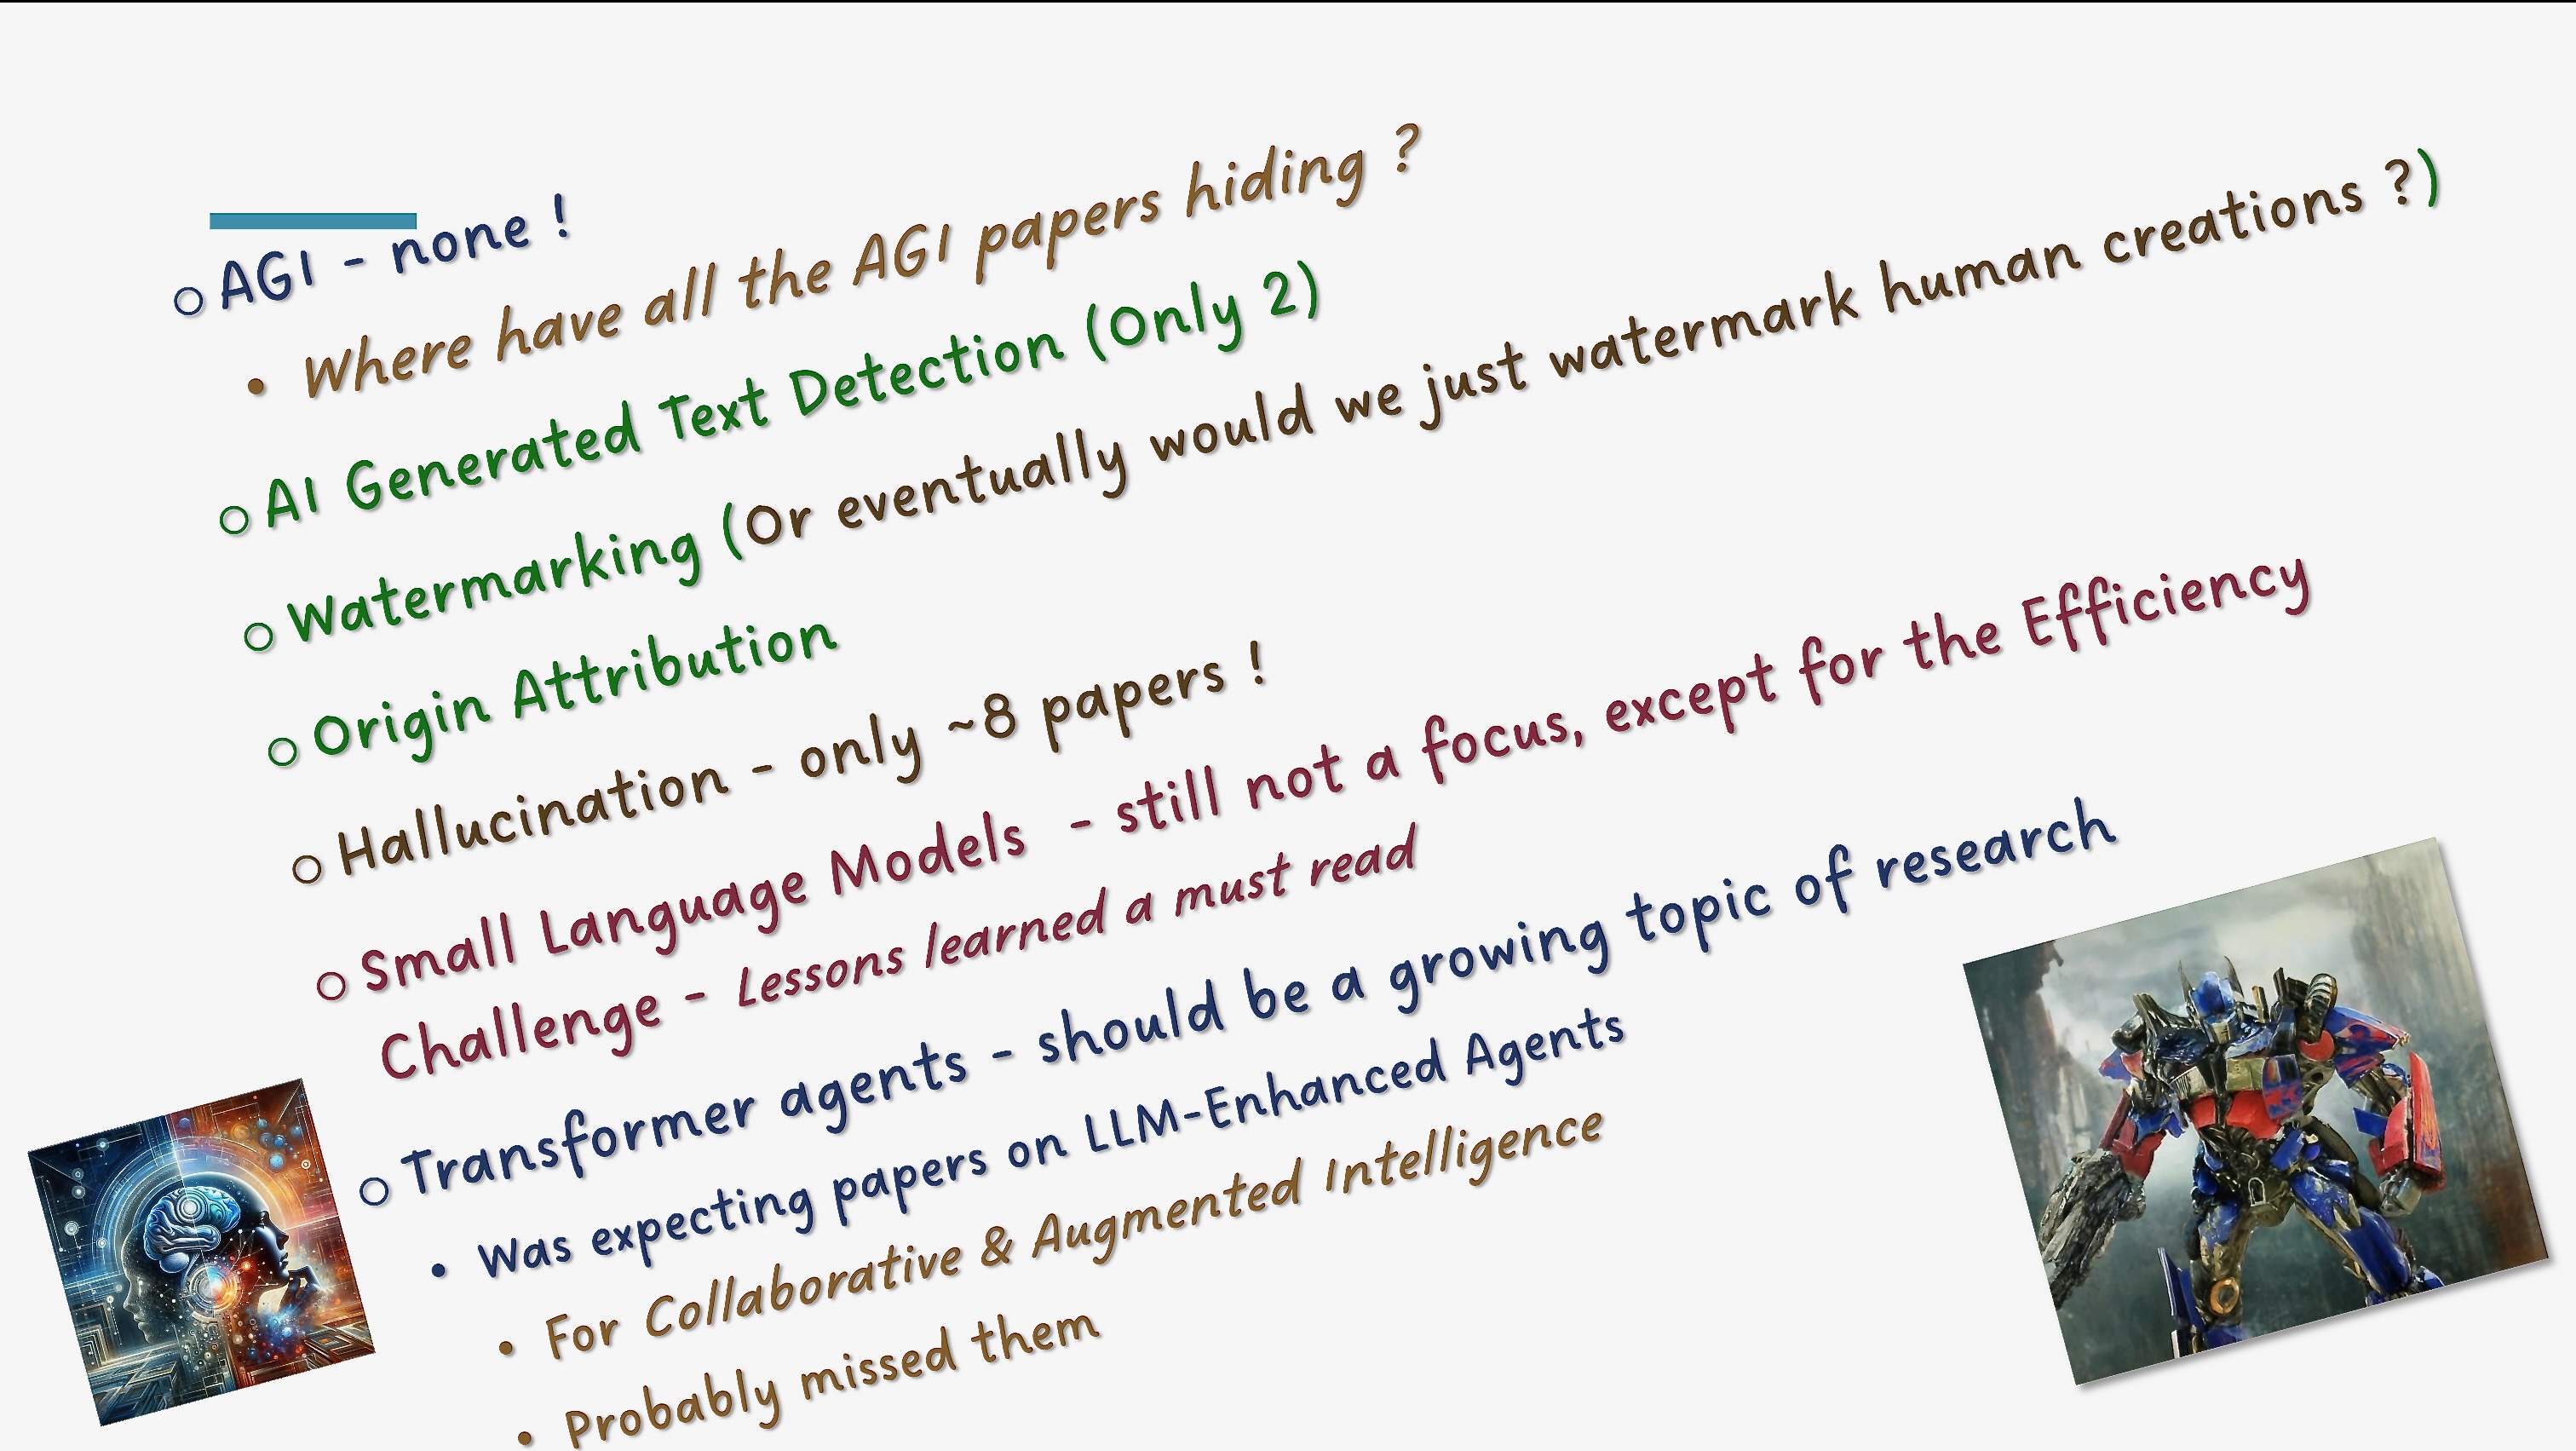 AGI - none !
Where have all the AGI papers hiding ?
AI Generated Text Detection (Only 2)
Watermarking (Or eventually would we just watermark human creations ?)
Origin Attribution
Hallucination - only ~8 papers !
Small Language Models - still not a focus, except for the Efficiency
Challenge - Lessons learned a must read
Transformer agents - should be a growing topic of research
Was expecting papers on LLM-Enhanced Agents
For Collaborative & Augmented Intelligence
Probably missed them